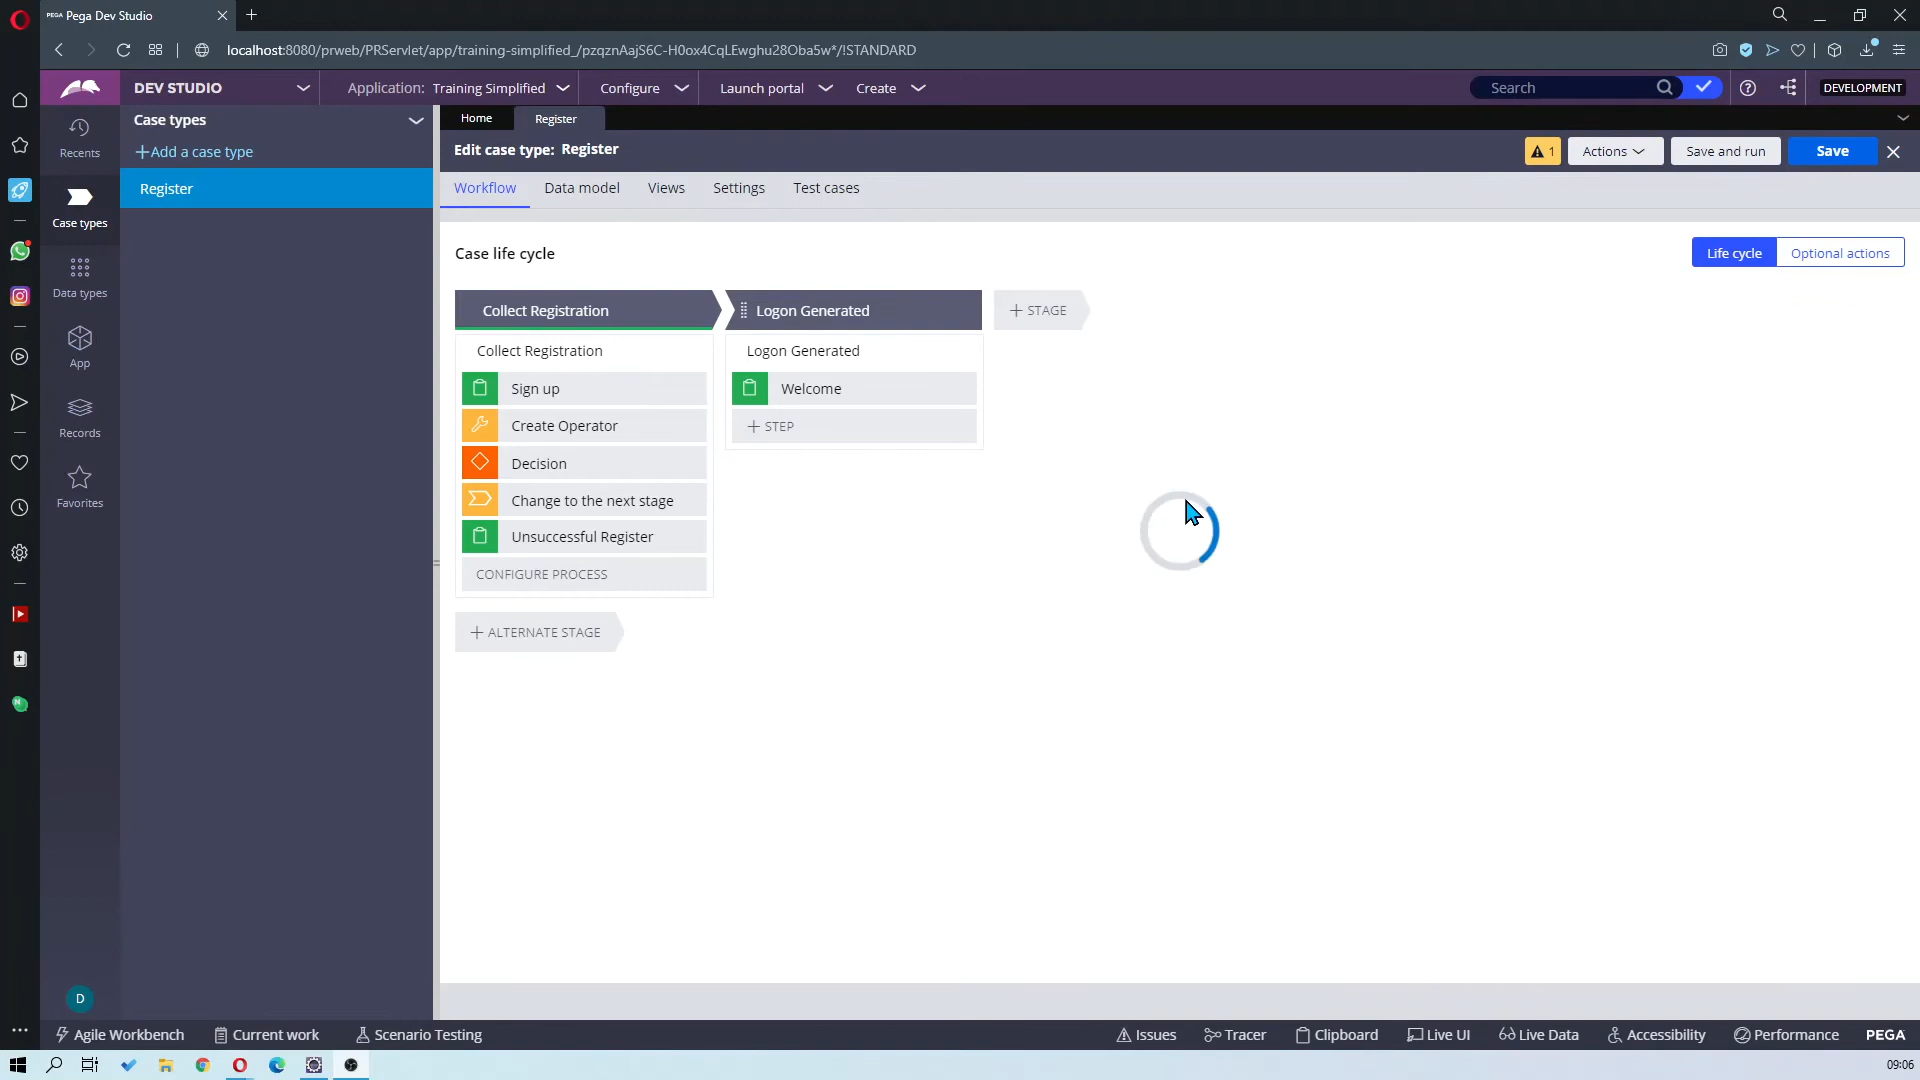 PEGA Pega Dev Studio
localhost:8080/prweb/PRServlet/app/training-simplified_/pzqznAajS6C-H0ox4CqLEwghu28Oba5w*/!STANDARD
DEV STUDIO
Application: Training Simplified
Configure
Launch portal
Create
Search
DEVELOPMENT
Recents
Case types
Data types
App
Records
Favorites
D
Case types
+Add a case type
Register
Home
Register
Edit case type: Register
1
Actions
Save and run
Save
Workflow
Data model
Views
Settings
Test cases
Case life cycle
Life cycle
Optional actions
Collect Registration
Logon Generated
+ STAGE
Collect Registration
Sign up
Create Operator
Decision
Change to the next stage
Unsuccessful Register
CONFIGURE PROCESS
Logon Generated
Welcome
+ STEP
+ ALTERNATE STAGE
Agile Workbench
Current work
Scenario Testing
Issues
Tracer
Clipboard
Live UI
Live Data
Accessibility
Performance
PEGA
09:06